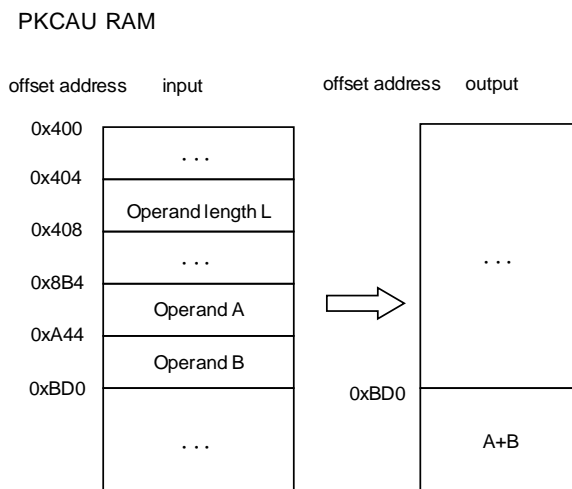 PKCAU RAM
offset address input offset address output
0x400
. . .
0x404
Operand length L
0x408
. . .
0x8B4
Operand A
0xA44
Operand B
0xBD0
. . .
. . .
0xBD0
A+B